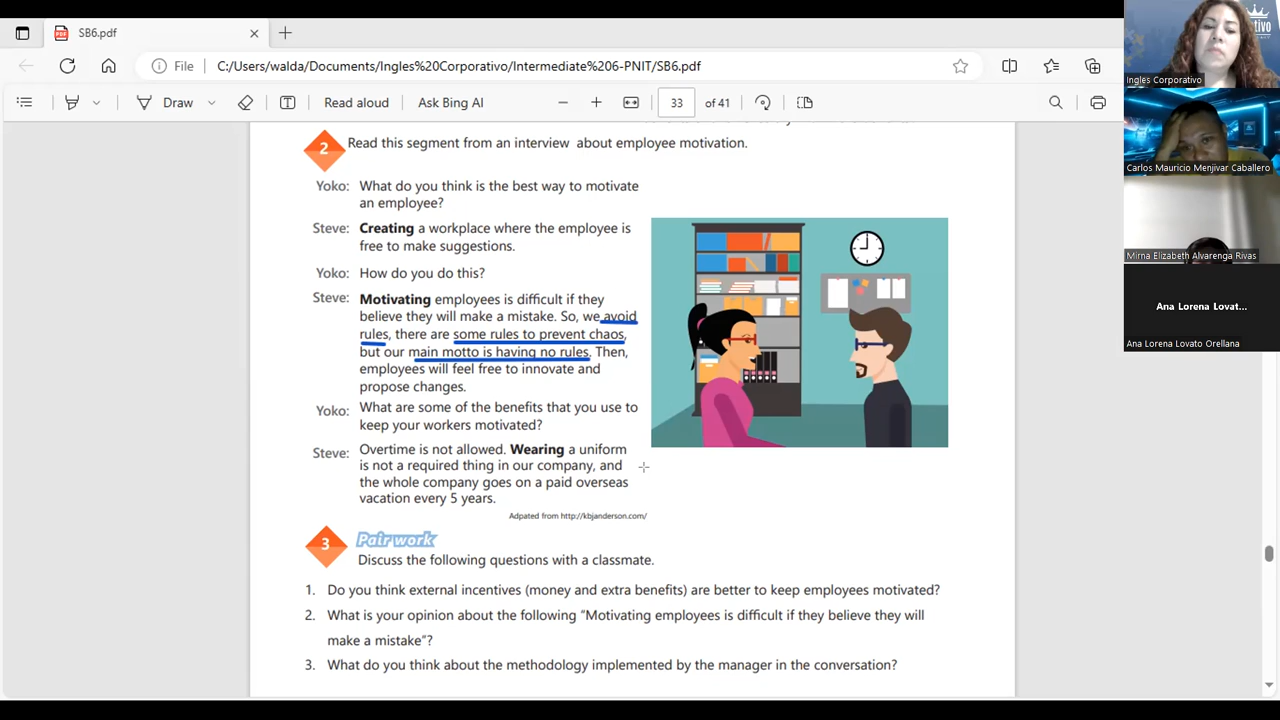 SB6.pdf
File
C:/Users/walda/Documents/Ingles%20Corporativo/Intermediate%206-PNIT/SB6.pdf
Draw
Read aloud
Ask Bing AI
33
of 41
2
Read this segment from an interview about employee motivation.
Yoko: What do you think is the best way to motivate
an employee?
Steve: Creating a workplace where the employee is
free to make suggestions.
Yoko: How do you do this?
Steve: Motivating employees is difficult if they
believe they will make a mistake. So, we avoid
rules, there are some rules to prevent chaos,
but our main motto is having no rules. Then,
employees will feel free to innovate and
propose changes.
Yoko: What are some of the benefits that you use to
keep your workers motivated?
Steve: Overtime is not allowed. Wearing a uniform
is not a required thing in our company, and
the whole company goes on a paid overseas
vacation every 5 years.
Adpated from http://kbjanderson.com/
3
Pair work
Discuss the following questions with a classmate.
1. Do you think external incentives (money and extra benefits) are better to keep employees motivated?
2. What is your opinion about the following “Motivating employees is difficult if they believe they will
make a mistake”?
3. What do you think about the methodology implemented by the manager in the conversation?
Ingles Corporativo
Carlos Mauricio Menjivar Caballero
Mirna Elizabeth Alvarenga Rivas
Ana Lorena Lovat...
Ana Lorena Lovato Orellana